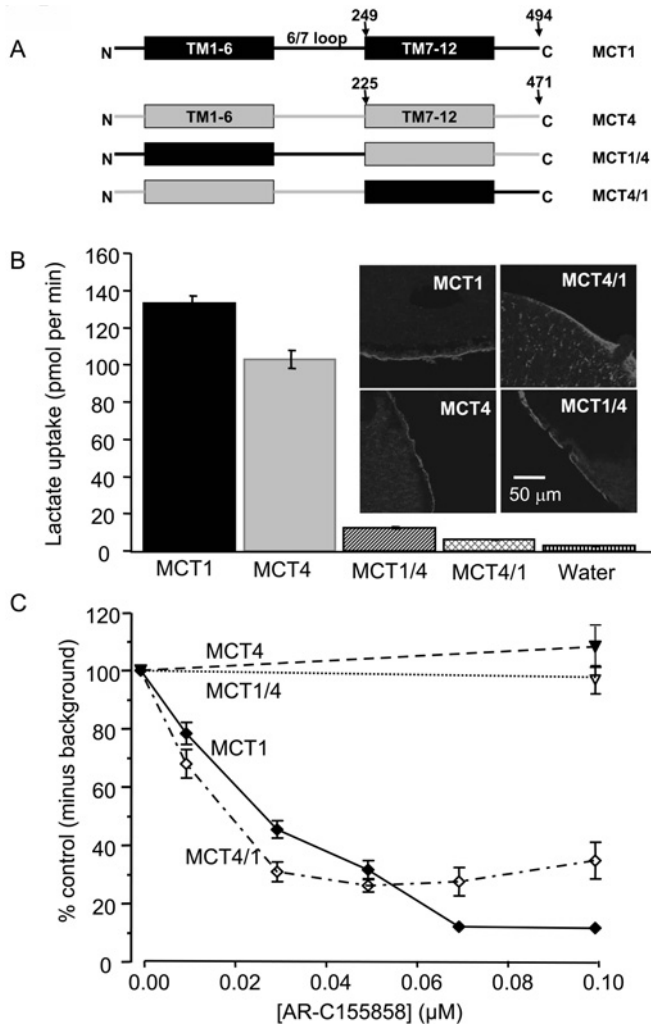 A
249
494
6/7 loop
N
TM1-6
TM7-12
C
MCT1
225
471
N
TM1-6
TM7-12
C
MCT4
N
C
MCT1/4
N
C
MCT4/1
B
Lactate uptake (pmol per min)
160
140
120
100
80
60
40
20
0
MCT1
MCT4/1
MCT4
MCT1/4
50 μm
MCT1
MCT4
MCT1/4
MCT4/1
Water
C
% control (minus background)
120
100
80
60
40
20
0
MCT4
MCT1/4
MCT1
MCT4/1
0.00
0.02
0.04
0.06
0.08
0.10
[AR-C155858] (μM)